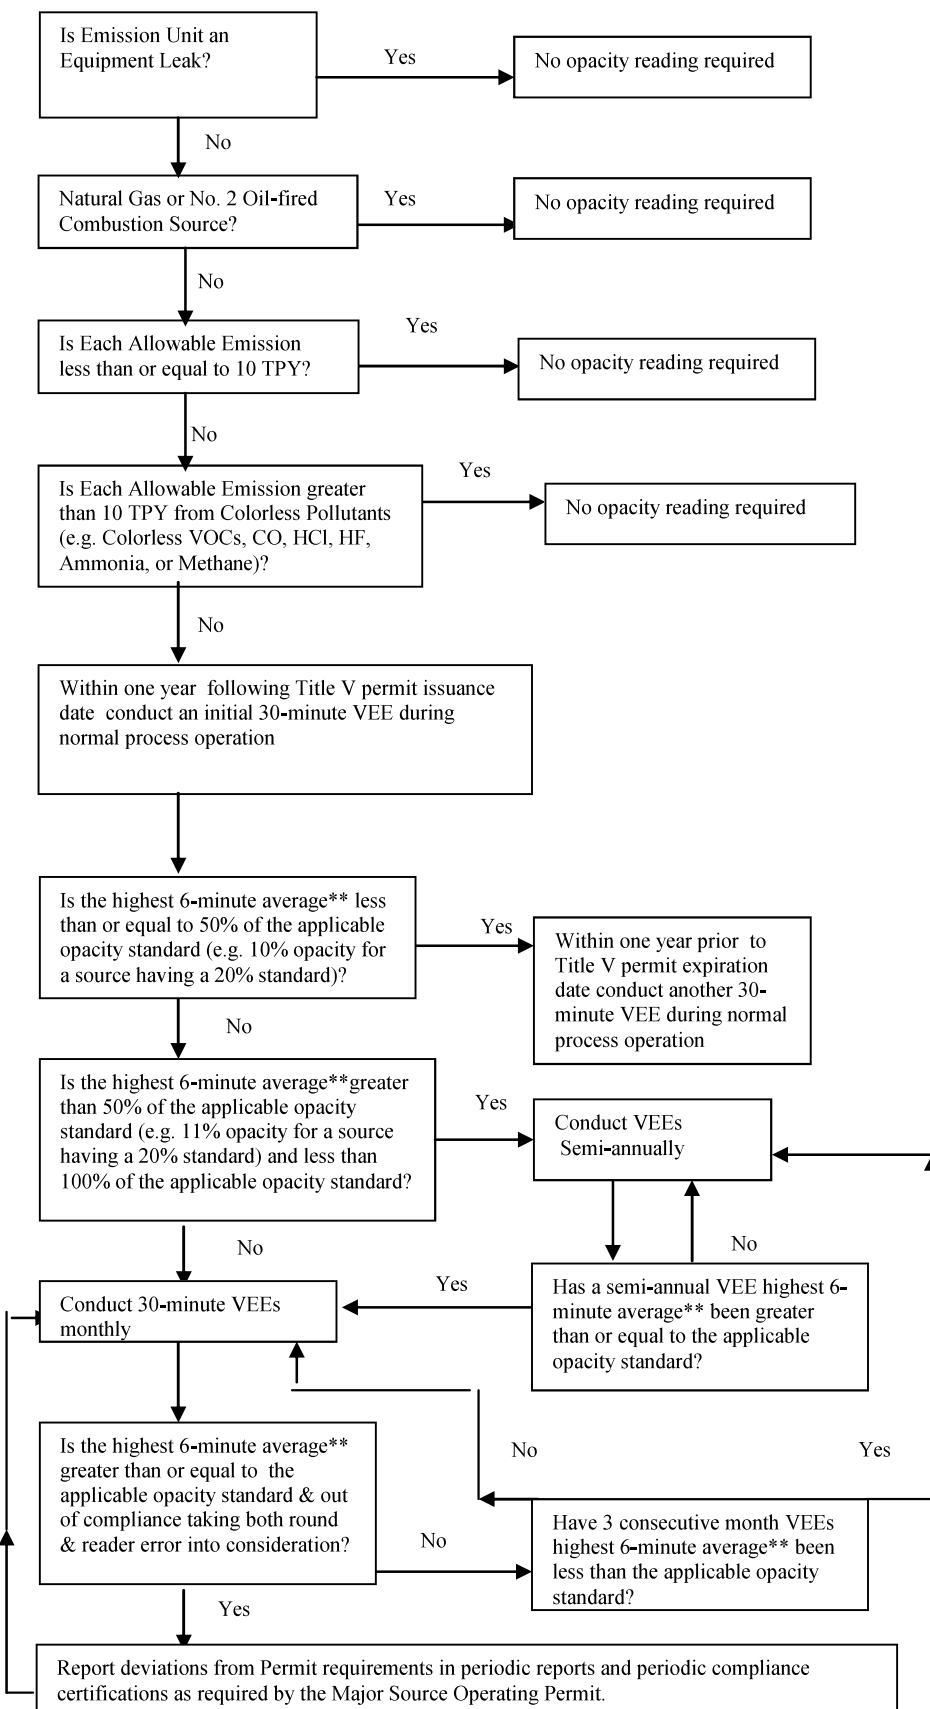 Is Emission Unit an
Equipment Leak?
Yes
No opacity reading required
No
Natural Gas or No. 2 Oil-fired
Combustion Source?
Yes
No opacity reading required
No
Is Each Allowable Emission
less than or equal to 10 TPY?
Yes
No opacity reading required
No
Is Each Allowable Emission greater
than 10 TPY from Colorless Pollutants
(e.g. Colorless VOCs, CO, HCl, HF,
Ammonia, or Methane)?
Yes
No opacity reading required
No
Within one year  following Title V permit issuance
date  conduct an initial 30-minute VEE during
normal process operation
Is the highest 6-minute average** less
than or equal to 50% of the applicable
opacity standard (e.g. 10% opacity for
a source having a 20% standard)?
Yes
Within one year prior  to
Title V permit expiration
date conduct another 30-
minute VEE during normal
process operation
No
Is the highest 6-minute average**greater
than 50% of the applicable opacity
standard (e.g. 11% opacity for a source
having a 20% standard) and less than
100% of the applicable opacity standard?
Yes
Conduct VEEs
Semi-annually
No
No
Conduct 30-minute VEEs
monthly
Yes
Has a semi-annual VEE highest 6-
minute average** been greater
than or equal to the applicable
opacity standard?
Is the highest 6-minute average**
greater than or equal to  the
applicable opacity standard & out
of compliance taking both round
& reader error into consideration?
No
Yes
No
Have 3 consecutive month VEEs
highest 6-minute average** been
less than the applicable opacity
standard?
Yes
Report deviations from Permit requirements in periodic reports and periodic compliance
certifications as required by the Major Source Operating Permit.